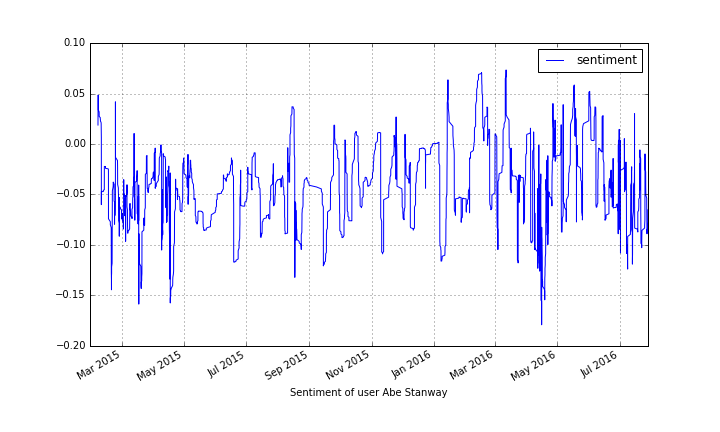 0.10
sentiment
0.05
0.00
−0.05
−0.10
−0.15
−0.20
Mar 2015
May 2015
Jul 2015
Sep 2015
Nov 2015
Jan 2016
Mar 2016
May 2016
Jul 2016
Sentiment of user Abe Stanway